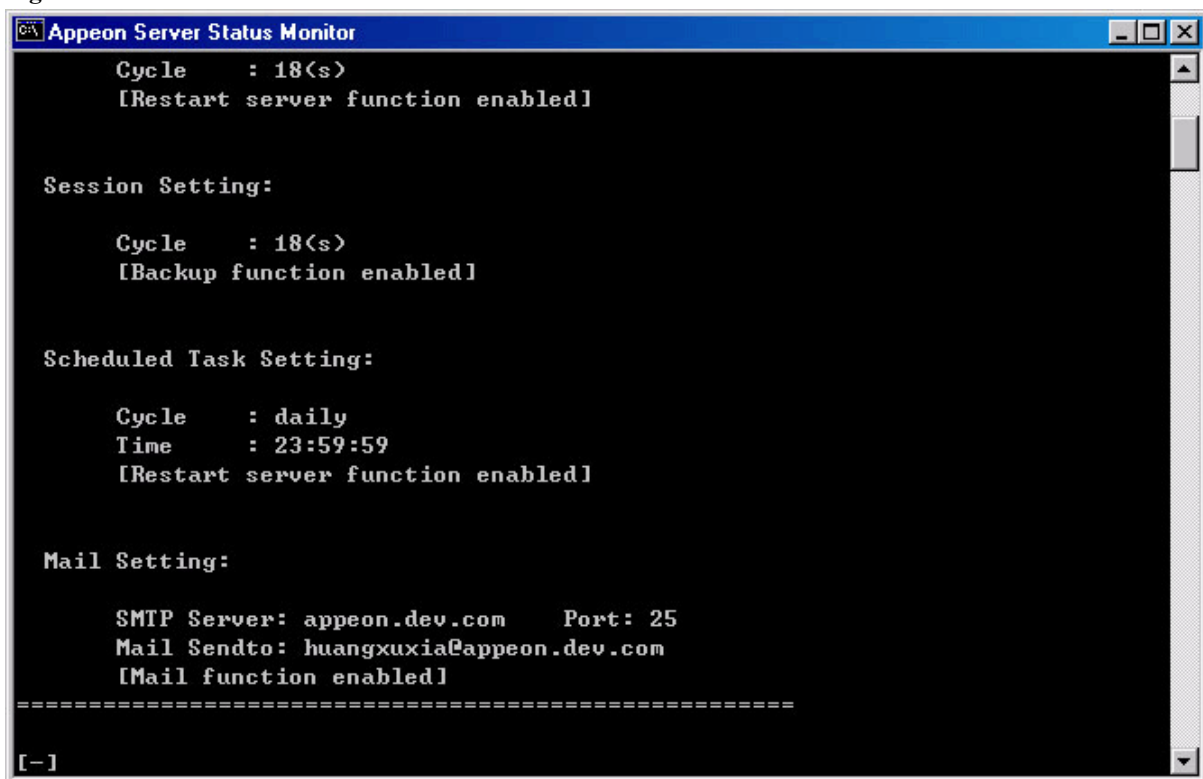 Appeon Server Status Monitor
Cycle : 18(s)
[Restart server function enabled]
Session Setting:
Cycle : 18(s)
[Backup function enabled]
Scheduled Task Setting:
Cycle : daily
Time : 23:59:59
[Restart server function enabled]
Mail Setting:
SMTP Server: appeon.dev.com Port: 25
Mail Sendto: huangxuxia@appeon.dev.com
[Mail function enabled]
======================================================
[-]